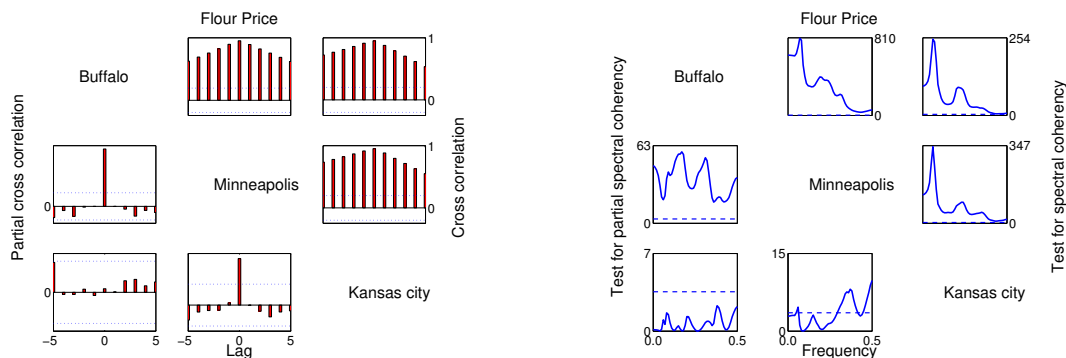 Flour Price
Buffalo
1
0
Partial cross correlation
0
Minneapolis
1
0
Cross correlation
0
Kansas city
−5
0
5
−5
0
5
Lag
Flour Price
Buffalo
810
0
254
0
Test for partial spectral coherency
63
0
Minneapolis
347
0
Test for spectral coherency
7
0
15
0
Kansas city
0.0
0.5
0.0
0.5
Frequency